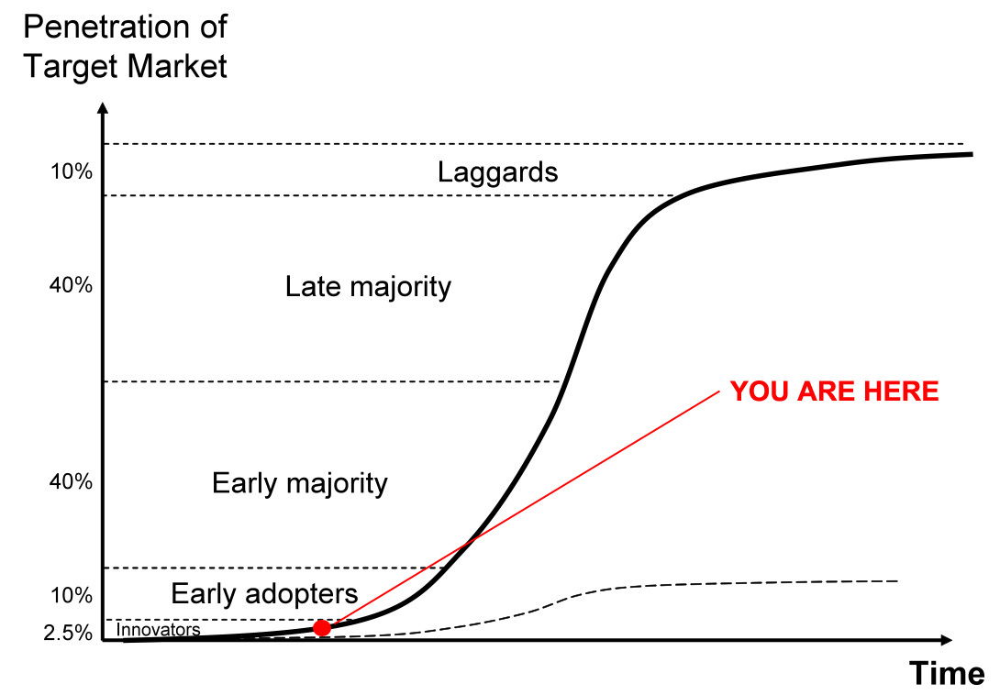 Penetration of
Target Market
10%
Laggards
40%
Late majority
YOU ARE HERE
40%
Early majority
10%
Early adopters
2.5%
Innovators
Time